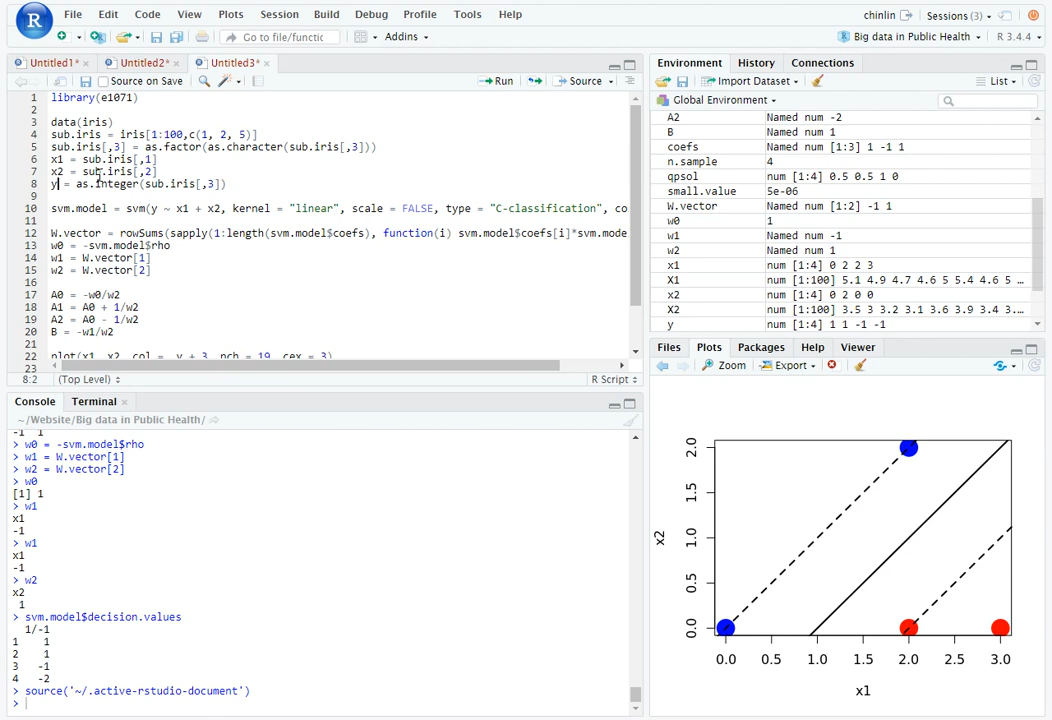 File Edit Code View Plots Session Build Debug Profile Tools Help
chinlin
Sessions (3)
Go to file/functic
Addins
Big data in Public Health
R 3.4.4
Untitled1*
Untitled2*
Untitled3*
Source on Save
Run
Source
1 library(e1071)
2
3 data(iris)
4 sub.iris = iris[1:100,c(1, 2, 5)]
5 sub.iris[,3] = as.factor(as.character(sub.iris[,3]))
6 x1 = sub.iris[,1]
7 x2 = sub.iris[,2]
8 y = as.integer(sub.iris[,3])
9
10 svm.model = svm(y ~ x1 + x2, kernel = "linear", scale = FALSE, type = "C-classification", co
11
12 W.vector = rowSums(sapply(1:length(svm.model$coefs), function(i) svm.model$coefs[i]*svm.mode
13 w0 = -svm.model$rho
14 w1 = W.vector[1]
15 w2 = W.vector[2]
16
17 A0 = -w0/w2
18 A1 = A0 + 1/w2
19 A2 = A0 - 1/w2
20 B = -w1/w2
21
22 plot(x1, x2, col = y + 3, pch = 19, cex = 3)
23
8:2 (Top Level) R Script
Console Terminal
~/Website/Big data in Public Health/
-1 1
> w0 = -svm.model$rho
> w1 = W.vector[1]
> w2 = W.vector[2]
> w0
[1] 1
> w1
x1
-1
> w1
x1
-1
> w2
x2
1
> svm.model$decision.values
1/-1
1 1
2 1
3 -1
4 -2
> source('~/.active-rstudio-document')
>
Environment History Connections
Import Dataset
List
Global Environment
A2 Named num -2
B Named num 1
coefs Named num [1:3] 1 -1 1
n.sample 4
qpsol num [1:4] 0.5 0.5 1 0
small.value 5e-06
W.vector Named num [1:2] -1 1
w0 1
w1 Named num -1
w2 Named num 1
x1 num [1:4] 0 2 2 3
X1 num [1:100] 5.1 4.9 4.7 4.6 5 5.4 4.6 5 …
x2 num [1:4] 0 2 0 0
X2 num [1:100] 3.5 3 3.2 3.1 3.6 3.9 3.4 3.…
y num [1:4] 1 1 -1 -1
Files Plots Packages Help Viewer
Zoom Export
2.0
1.5
1.0
0.5
0.0
x2
0.0 0.5 1.0 1.5 2.0 2.5 3.0
x1